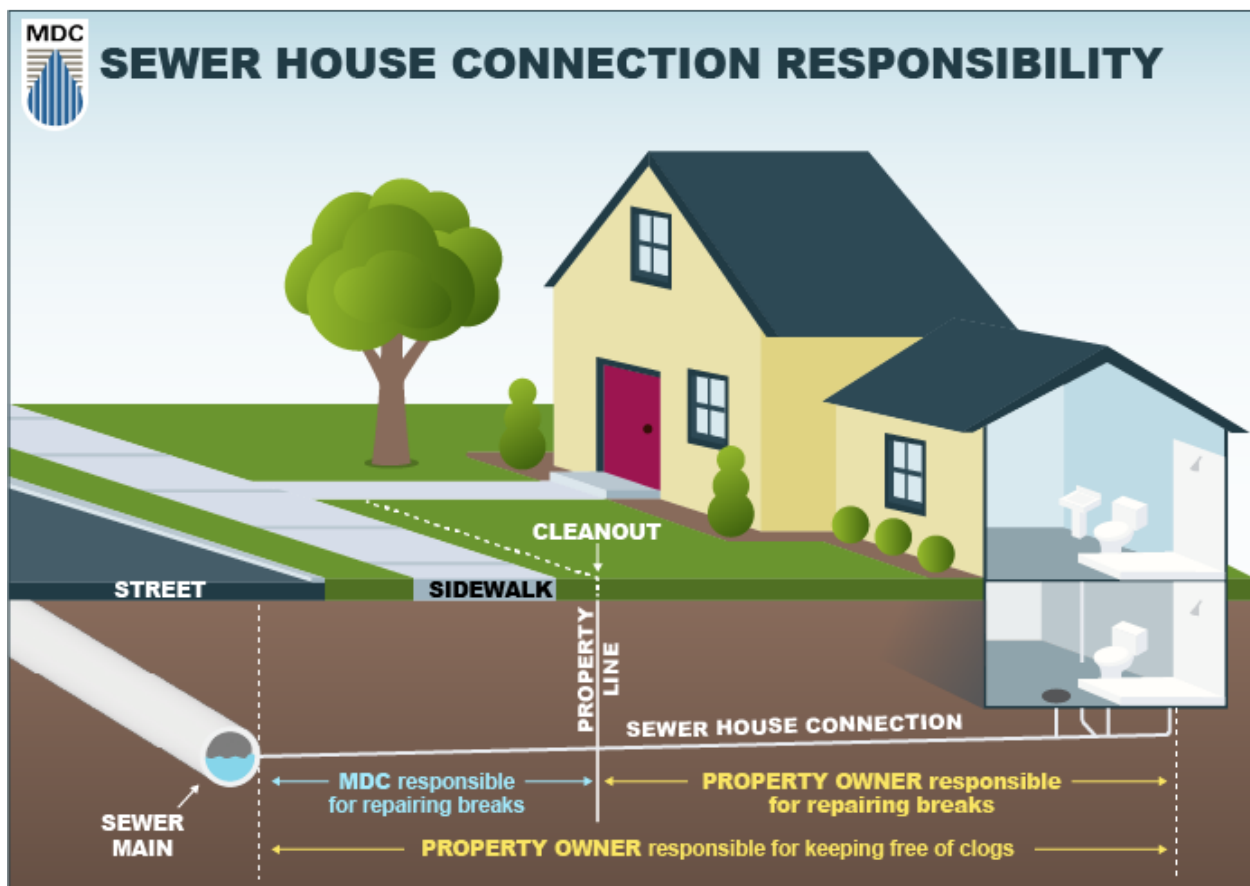 MDC
SEWER HOUSE CONNECTION RESPONSIBILITY
CLEANOUT
STREET
SIDEWALK
PROPERTY
LINE
SEWER HOUSE CONNECTION
MDC responsible
for repairing breaks
PROPERTY OWNER responsible
for repairing breaks
SEWER
MAIN
PROPERTY OWNER responsible for keeping free of clogs